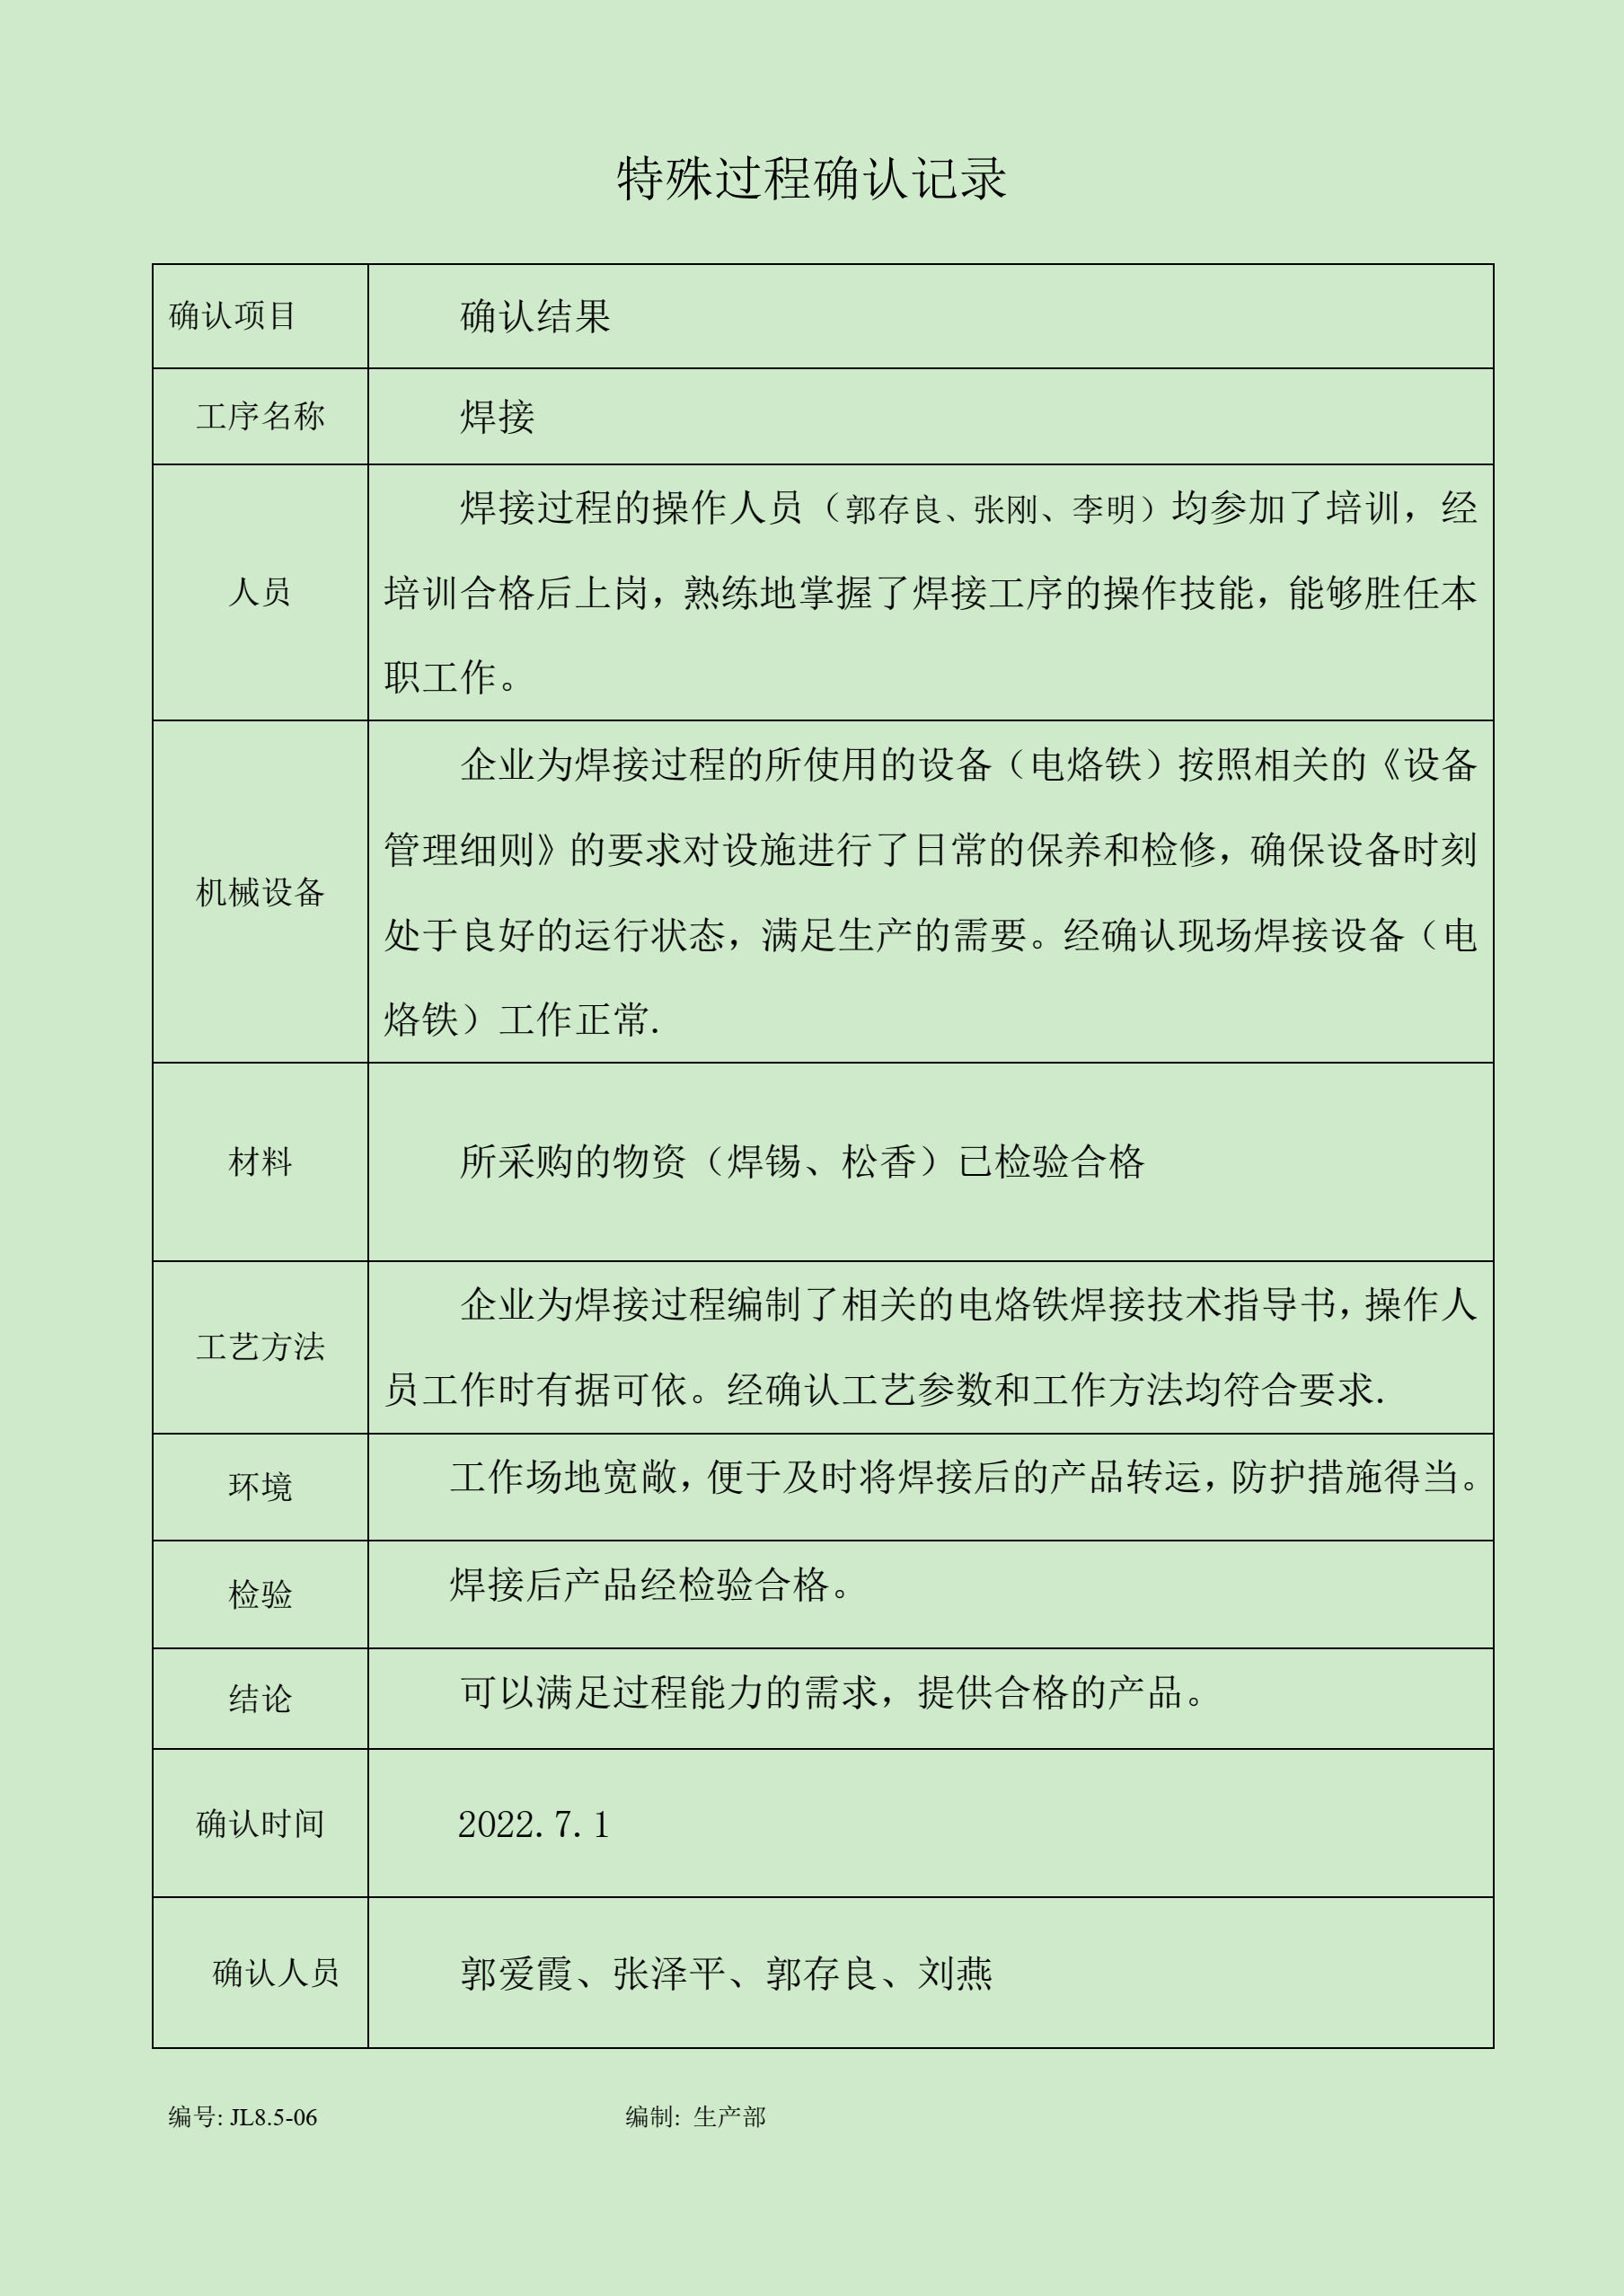 特殊过程确认记录
确认项目 确认结果
工序名称 焊接
人员
焊接过程的操作人员（郭存良、张刚、李明）均参加了培训，经
培训合格后上岗，熟练地掌握了焊接工序的操作技能，能够胜任本
职工作。
机械设备
企业为焊接过程的所使用的设备（电烙铁）按照相关的《设备
管理细则》的要求对设施进行了日常的保养和检修，确保设备时刻
处于良好的运行状态，满足生产的需要。经确认现场焊接设备（电
烙铁）工作正常.
材料 所采购的物资（焊锡、松香）已检验合格
工艺方法
企业为焊接过程编制了相关的电烙铁焊接技术指导书，操作人
员工作时有据可依。经确认工艺参数和工作方法均符合要求.
环境 工作场地宽敞，便于及时将焊接后的产品转运，防护措施得当。
检验 焊接后产品经检验合格。
结论 可以满足过程能力的需求，提供合格的产品。
确认时间 2022.7.1
确认人员 郭爱霞、张泽平、郭存良、刘燕
编号: JL8.5-06 编制: 生产部